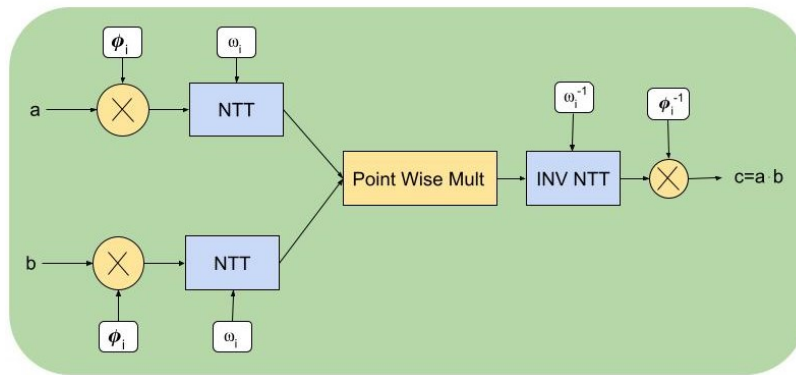 ϕᵢ
ωᵢ
ωᵢ⁻¹
ϕᵢ⁻¹
a
NTT
Point Wise Mult
INV NTT
c=a·b
b
NTT
ϕᵢ
ωᵢ